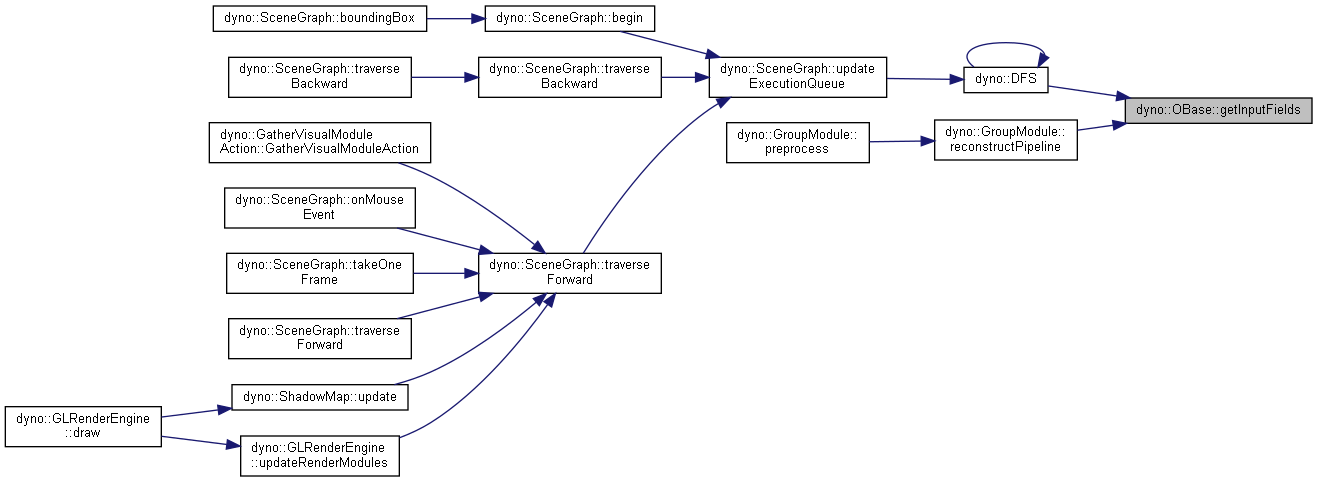 dyno::SceneGraph::boundingBox
dyno::SceneGraph::begin
dyno::SceneGraph::traverse
Backward
dyno::SceneGraph::traverse
Backward
dyno::SceneGraph::update
ExecutionQueue
dyno::DFS
dyno::OBase::getInputFields
dyno::GatherVisualModule
Action::GatherVisualModuleAction
dyno::GroupModule::
preprocess
dyno::GroupModule::
reconstructPipeline
dyno::SceneGraph::onMouse
Event
dyno::SceneGraph::takeOne
Frame
dyno::SceneGraph::traverse
Forward
dyno::SceneGraph::traverse
Forward
dyno::ShadowMap::update
dyno::GLRenderEngine
::draw
dyno::GLRenderEngine
::updateRenderModules